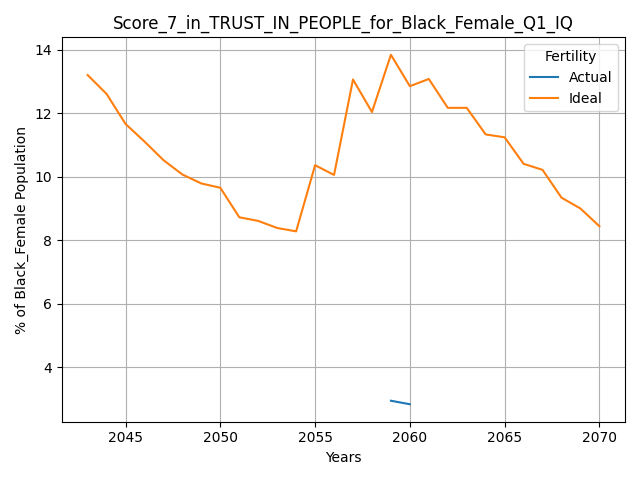 Score_7_in_TRUST_IN_PEOPLE_for_Black_Female_Q1_IQ
% of Black_Female Population
14
12
10
8
6
4
Fertility
Actual
Ideal
2045 2050 2055 2060 2065 2070
Years